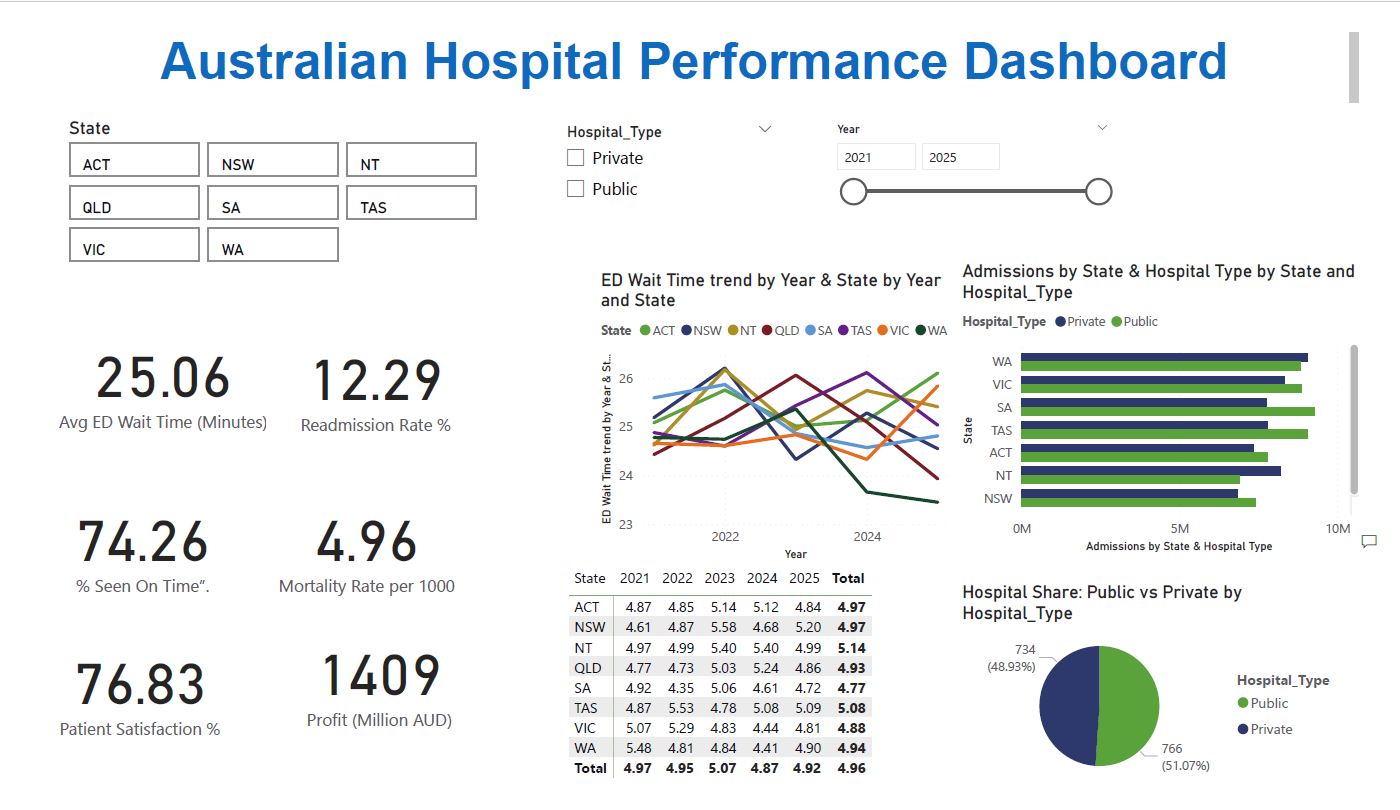 Australian Hospital Performance Dashboard
State
ACT
NSW
NT
QLD
SA
TAS
VIC
WA
Hospital_Type
Private
Public
Year
2021
2025
25.06
Avg ED Wait Time (Minutes)
12.29
Readmission Rate %
74.26
% Seen On Time”.
4.96
Mortality Rate per 1000
76.83
Patient Satisfaction %
1409
Profit (Million AUD)
ED Wait Time trend by Year & State by Year
and State
State ACT NSW NT QLD SA TAS VIC WA
ED Wait Time trend by Year & St...
26
25
24
23
2022 2024
Year
Admissions by State & Hospital Type by State and
Hospital_Type
Hospital_Type Private Public
State
WA
VIC
SA
TAS
ACT
NT
NSW
0M 5M 10M
Admissions by State & Hospital Type
State 2021 2022 2023 2024 2025 Total
ACT 4.87 4.85 5.14 5.12 4.84 4.97
NSW 4.61 4.87 5.58 4.68 5.20 4.97
NT 4.97 4.99 5.40 5.40 4.99 5.14
QLD 4.77 4.73 5.03 5.24 4.86 4.93
SA 4.92 4.35 5.06 4.61 4.72 4.77
TAS 4.87 5.53 4.78 5.08 5.09 5.08
VIC 5.07 5.29 4.83 4.44 4.81 4.88
WA 5.48 4.81 4.84 4.41 4.90 4.94
Total 4.97 4.95 5.07 4.87 4.92 4.96
Hospital Share: Public vs Private by
Hospital_Type
734
(48.93%)
766
(51.07%)
Hospital_Type
Public
Private